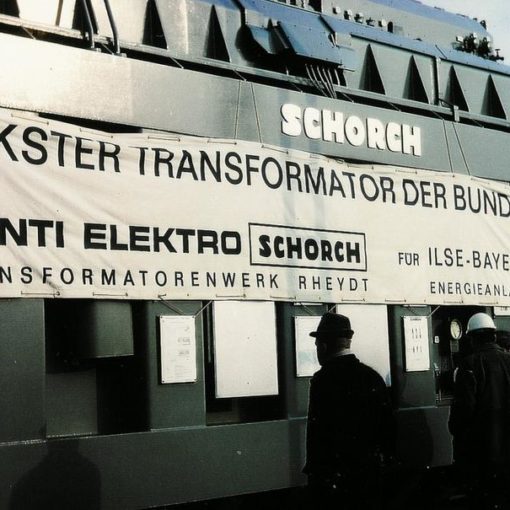 SCHORCH
KSTER TRANSFORMATOR DER BUND
NTI ELEKTRO SCHORCH FÜR ILSE-BAYE
NSFORMATORENWERK RHEYDT ENERGIEANL